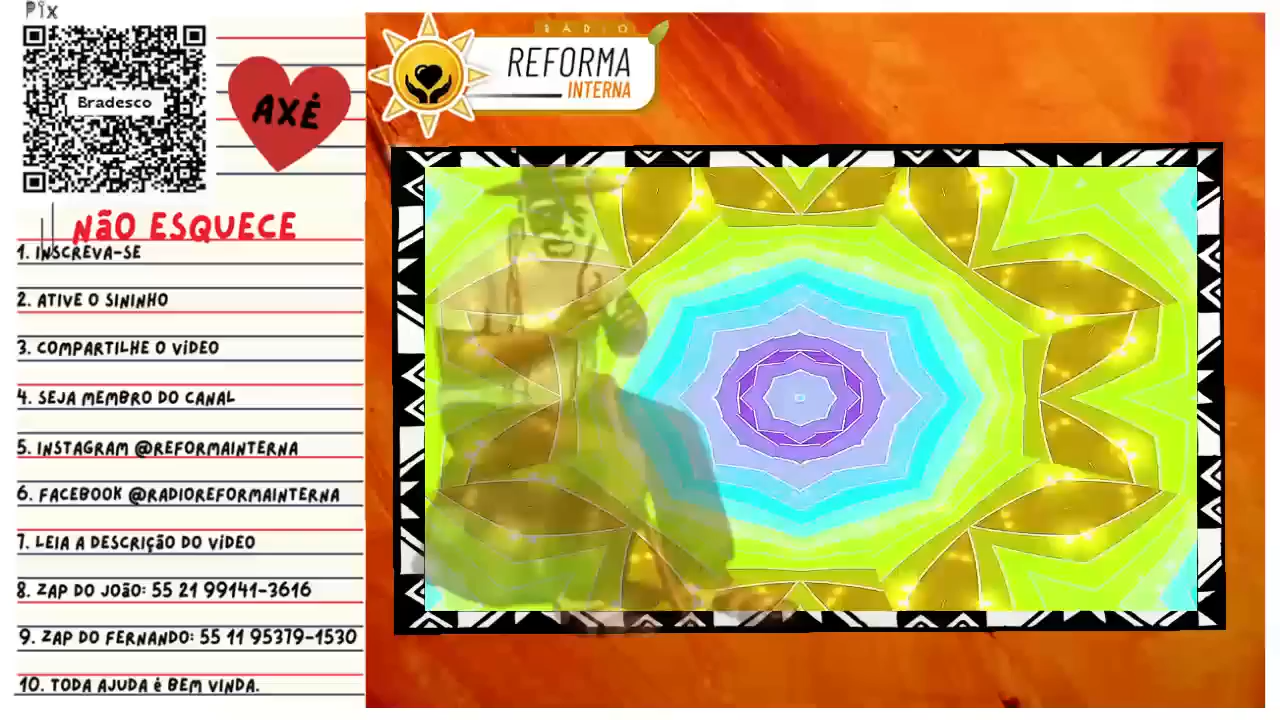 Pix
Bradesco
AXÉ
NÃO ESQUECE
1. INSCREVA-SE
2. ATIVE O SININHO
3. COMPARTILHE O VÍDEO
4. SEJA MEMBRO DO CANAL
5. INSTAGRAM @REFORMAINTERNA
6. FACEBOOK @RADIOREFORMAINTERNA
7. LEIA A DESCRIÇÃO DO VÍDEO
8. ZAP DO JOÃO: 55 21 99141-3616
9. ZAP DO FERNANDO: 55 11 95379-1530
10. TODA AJUDA É BEM VINDA.
RÁDIO
REFORMA
INTERNA